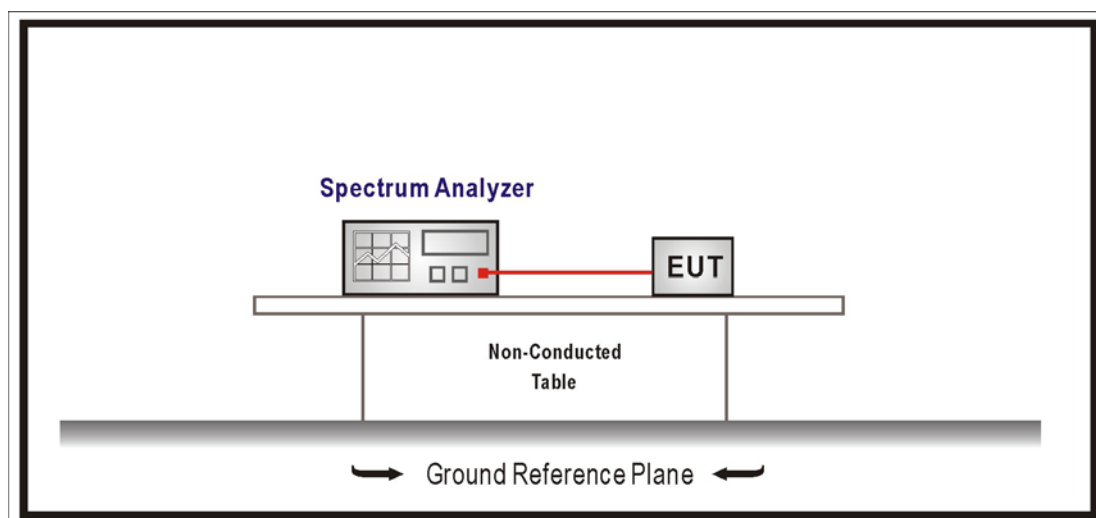 Spectrum Analyzer
EUT
Non-Conducted
Table
Ground Reference Plane